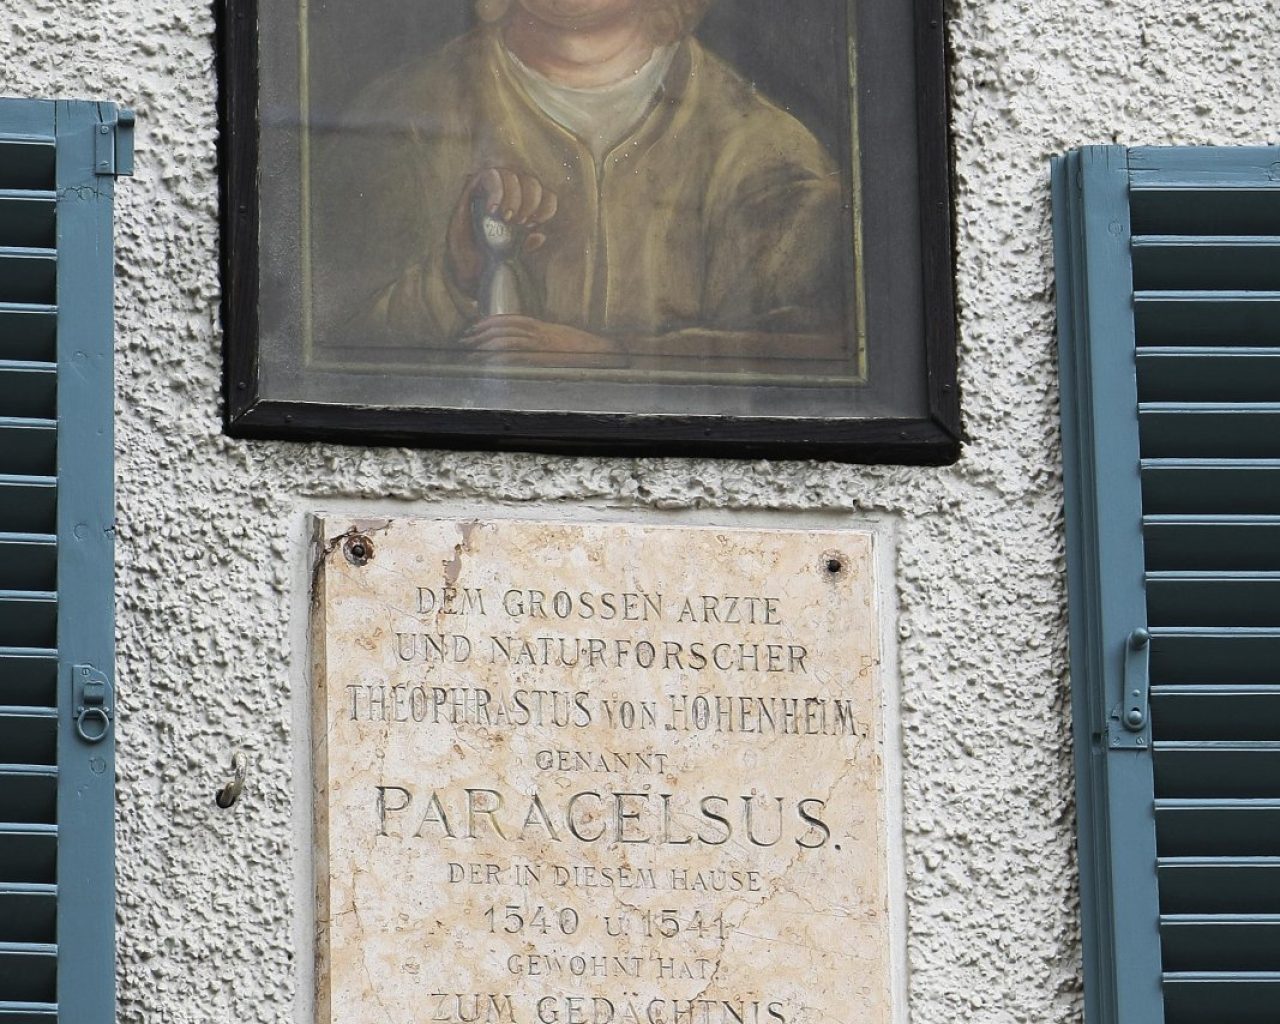 DEM GROSSEN ARZTE
UND NATURFORSCHER
THEOPHRASTUS VON HOHENHEIM,
GENANNT
PARACELSUS.
DER IN DIESEM HAUSE
1540 u. 1541
GEWOHNT HAT,
ZUM GEDÄCHTNIS.